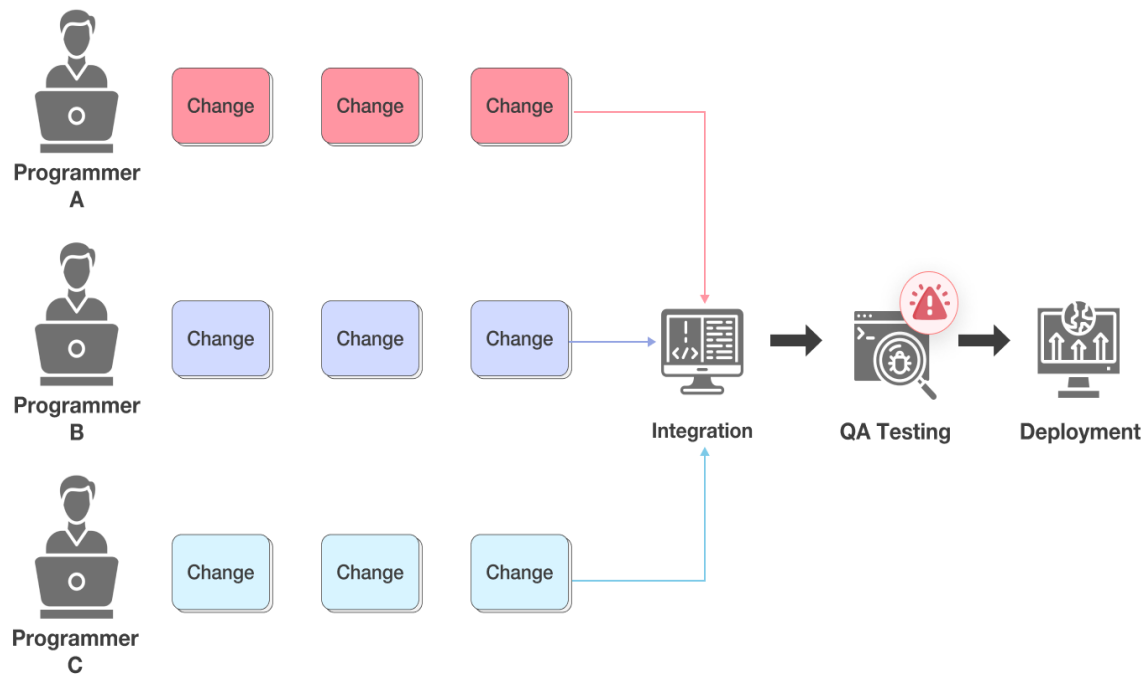 Change Change Change
Programmer
A
Change Change Change
Programmer
B
Integration
QA Testing
Deployment
Change Change Change
Programmer
C